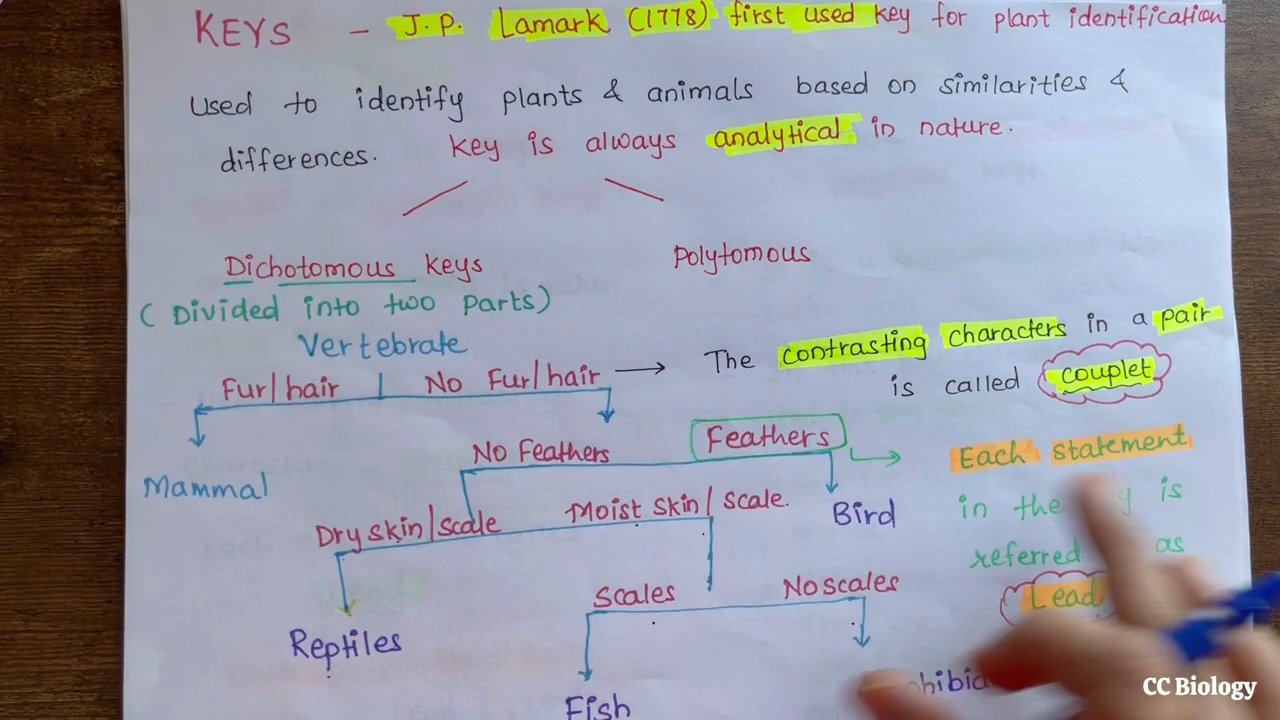 KEYS - J.P. Lamark (1778) first used key for plant identification.
Used to identify plants & animals based on similarities &
differences. Key is always analytical in nature.
Dichotomous Keys
Polytomous
(Divided into two Parts)
Vertebrate
Fur/hair | No Fur/hair → The contrasting characters in a pair
is called couplet
No Feathers Feathers
Each statement
Mammal
Dry skin/scale Moist skin/scale.
Bird
in the is
referred as
Scales No scales
Lead
Reptiles
Fish
CC Biology